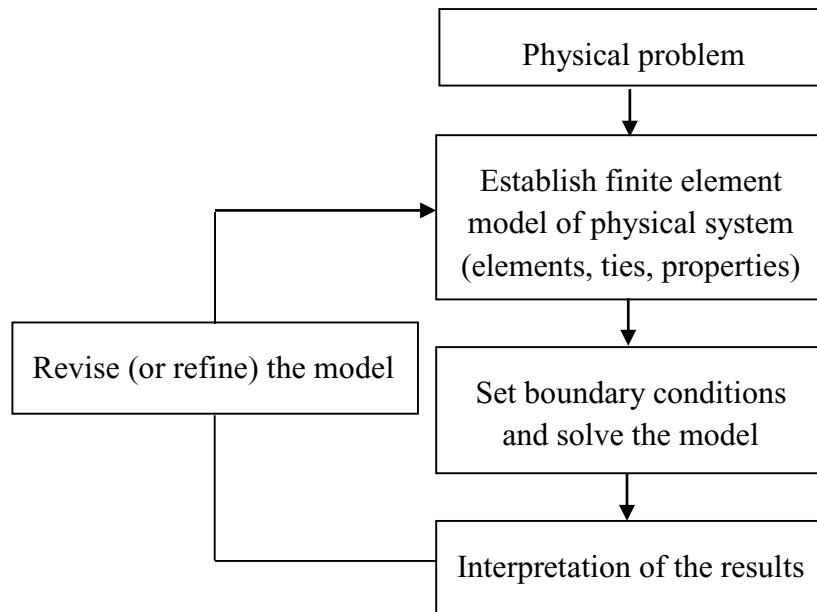 Physical problem
Establish finite element
model of physical system
(elements, ties, properties)
Revise (or refine) the model
Set boundary conditions
and solve the model
Interpretation of the results